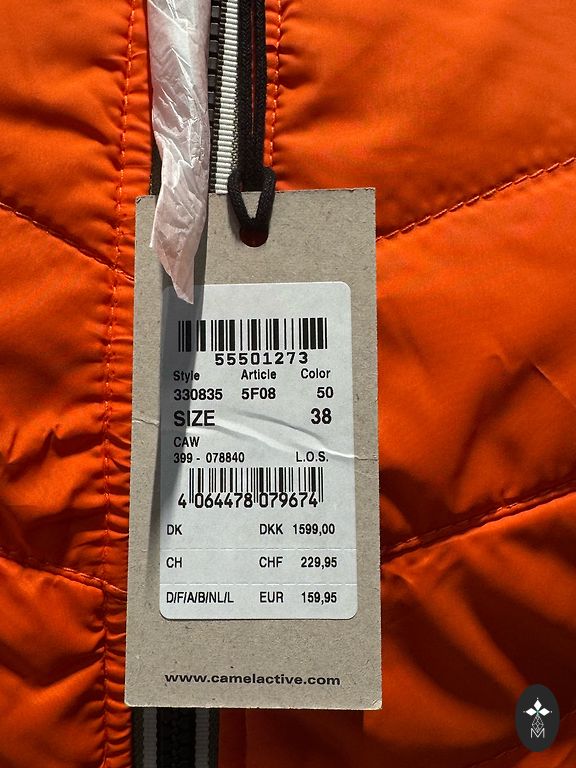 55501273
Style Article Color
330835 5F08 50
SIZE 38
CAW
399 - 078840 L.O.S.
4 064478 079674
DK DKK 1599,00
CH CHF 229,95
D/F/A/B/NL/L EUR 159,95
www.camelactive.com
M